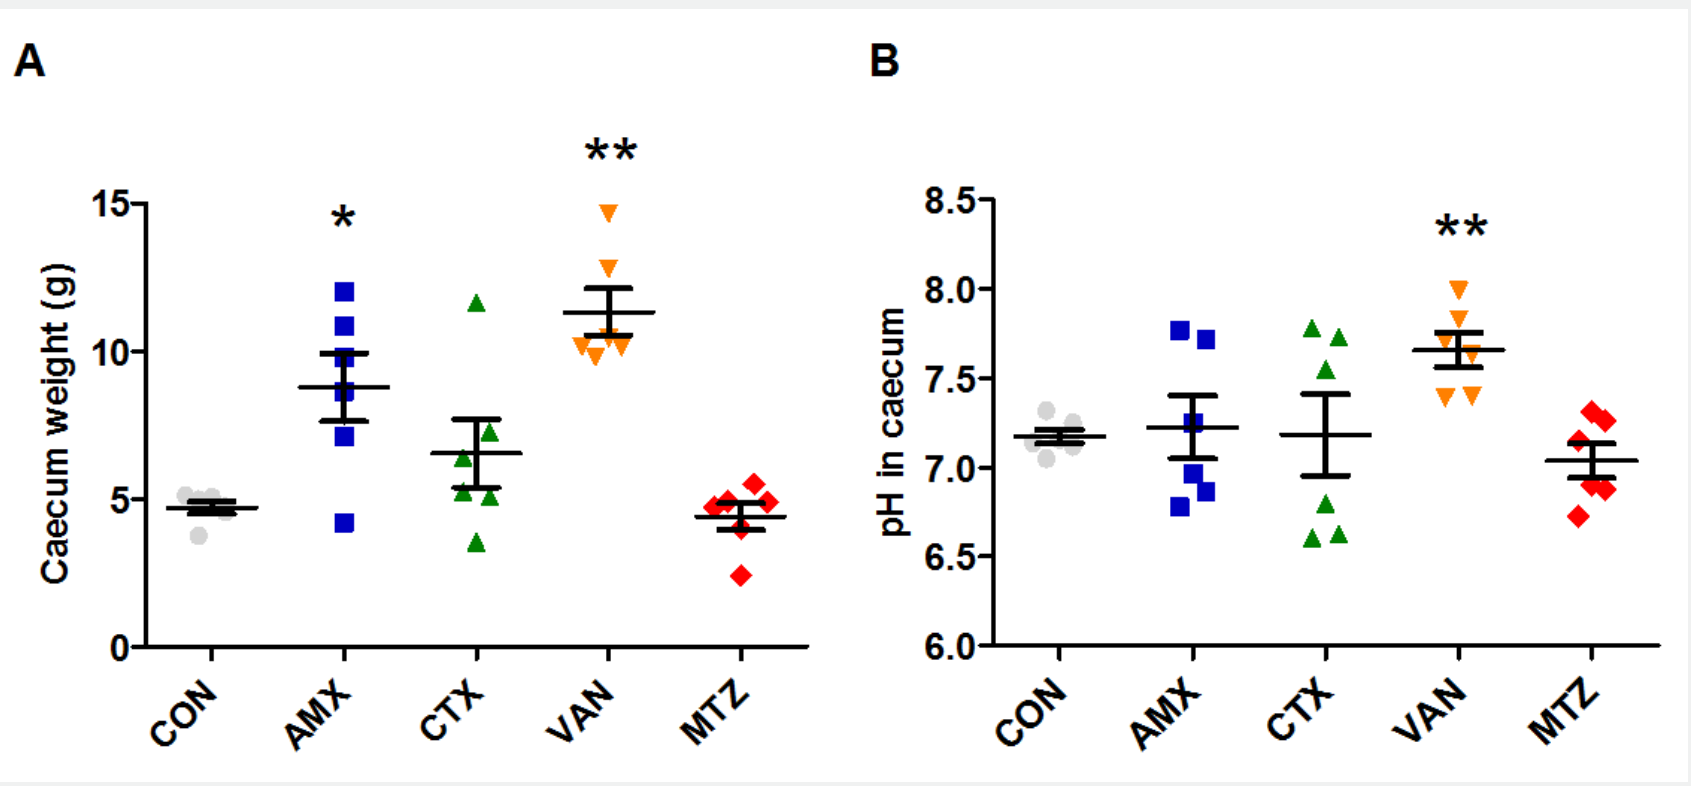 A
**
15
*
10
5
0
Caecum weight (g)
CON
AMX
CTX
VAN
MTZ
B
8.5
**
8.0
7.5
7.0
6.5
6.0
pH in caecum
CON
AMX
CTX
VAN
MTZ